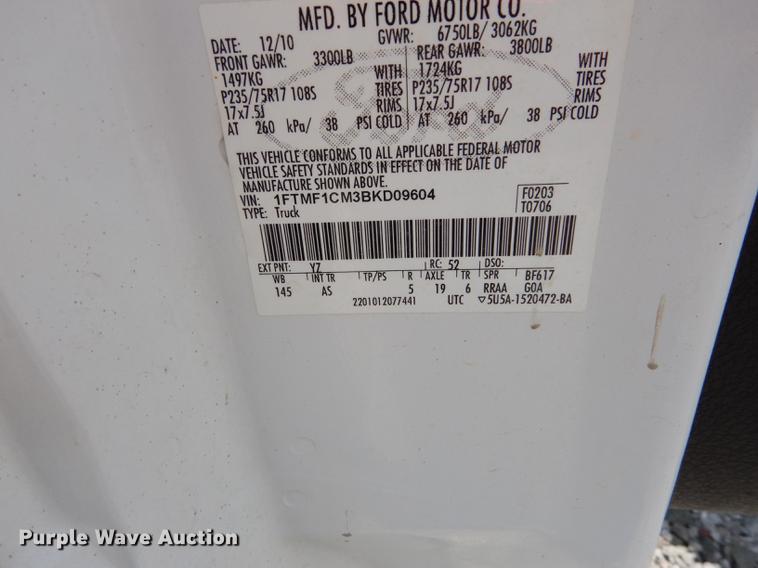 MFD. BY FORD MOTOR CO.
DATE: 12/10 GVWR: 6750LB/ 3062KG
FRONT GAWR: 3300LB REAR GAWR: 3800LB
1497KG WITH 1724KG WITH
P235/75R17 108S TIRES P235/75R17 108S TIRES
17x7.5J RIMS 17x7.5J RIMS
AT 260 kPa/ 38 PSI COLD AT 260 kPa/ 38 PSI COLD
Ford
THIS VEHICLE CONFORMS TO ALL APPLICABLE FEDERAL MOTOR
VEHICLE SAFETY STANDARDS IN EFFECT ON THE DATE OF
MANUFACTURE SHOWN ABOVE.
VIN: 1FTMF1CM3BKD09604 F0203
TYPE: Truck T0706
EXT PNT: YZ RC: 52 DSO:
WB INT TR TP/PS R AXLE TR SPR BF617
145 AS 5 19 6 RRAA GOA
2201012077441 UTC ▽5U5A-1520472-BA
Purple Wave Auction